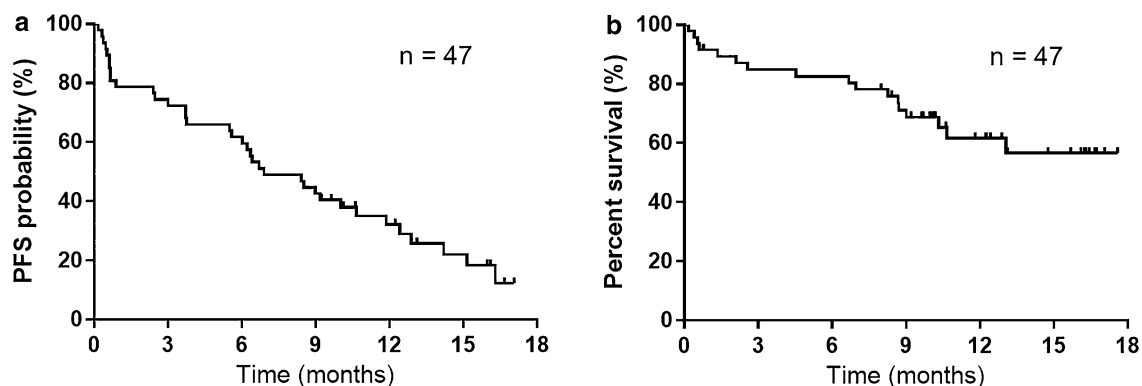 a
PFS probability (%)
100
80
60
40
20
0
n = 47
0 3 6 9 12 15 18
Time (months)
b
Percent survival (%)
100
80
60
40
20
0
n = 47
0 3 6 9 12 15 18
Time (months)